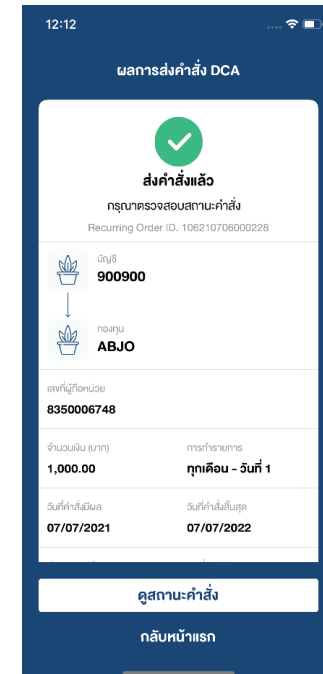 12:12
ผลการส่งคำสั่ง DCA
ส่งคำสั่งแล้ว
กรุณาตรวจสอบสถานะคำสั่ง
Recurring Order ID. 106210706000228
บัญชี
900900
กองทุน
ABJO
เลขที่ผู้ถือหน่วย
8350006748
จำนวนเงิน (บาท) การทำรายการ
1,000.00 ทุกเดือน - วันที่ 1
วันที่คำสั่งมีผล วันที่คำสั่งสิ้นสุด
07/07/2021 07/07/2022
ดูสถานะคำสั่ง
กลับหน้าแรก